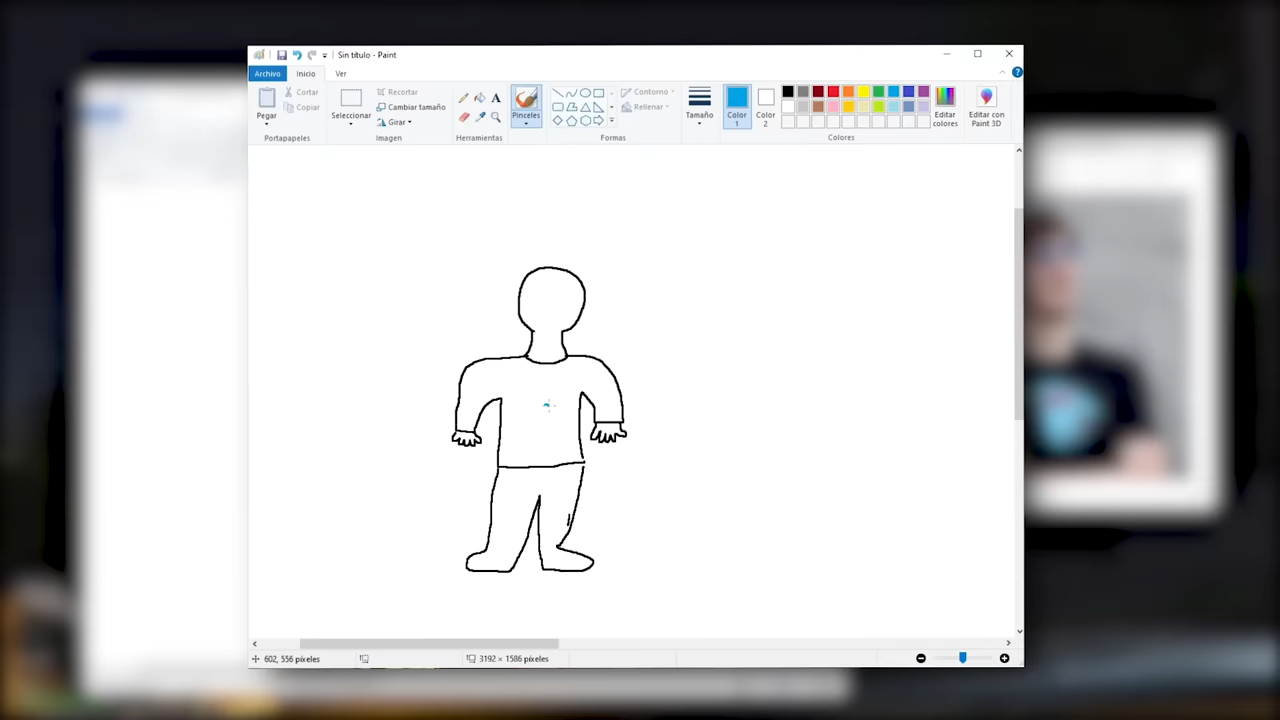 Sin título - Paint
Archivo Inicio Ver
Pegar
Cortar
Copiar
Portapapeles
Seleccionar
Recortar
Cambiar tamaño
Girar
Imagen
A
Herramientas
Pinceles
Contorno
Rellenar
Formas
Tamaño
Color 1
Color 2
Editar colores
Colores
Editar con Paint 3D
602, 556 píxeles
3192 × 1586 píxeles